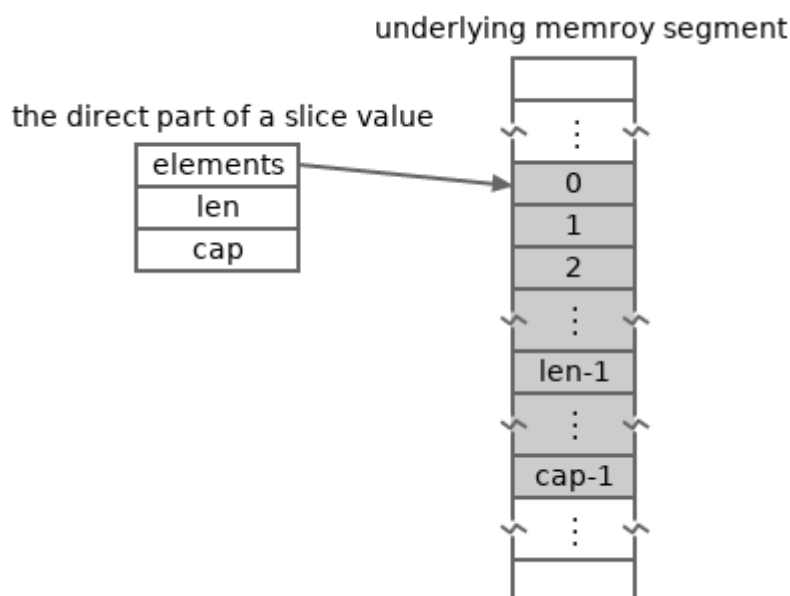 underlying memroy segment
the direct part of a slice value
elements
len
cap
⋮
0
1
2
⋮
len-1
⋮
cap-1
⋮